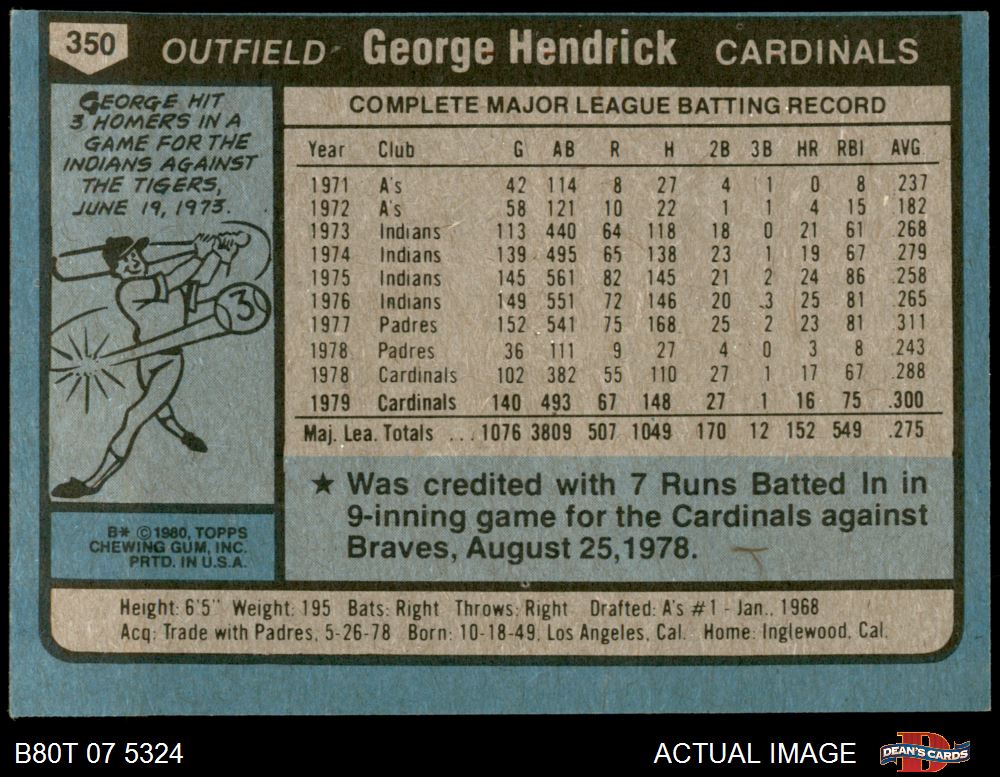 350 OUTFIELD George Hendrick CARDINALS
GEORGE HIT
3 HOMERS IN A
GAME FOR THE
INDIANS AGAINST
THE TIGERS,
JUNE 19, 1973.
3
B* ©1980, TOPPS
CHEWING GUM, INC.
PRTD. IN U.S.A.
COMPLETE MAJOR LEAGUE BATTING RECORD
Year Club G AB R H 2B 3B HR RBI AVG
1971 A's 42 114 8 27 4 1 0 8 .237
1972 A's 58 121 10 22 1 1 4 15 .182
1973 Indians 113 440 64 118 18 0 21 61 .268
1974 Indians 139 495 65 138 23 1 19 67 .279
1975 Indians 145 561 82 145 21 2 24 86 .258
1976 Indians 149 551 72 146 20 3 25 81 .265
1977 Padres 152 541 75 168 25 2 23 81 .311
1978 Padres 36 111 9 27 4 0 3 8 .243
1978 Cardinals 102 382 55 110 27 1 17 67 .288
1979 Cardinals 140 493 67 148 27 1 16 75 .300
Maj. Lea. Totals ... 1076 3809 507 1049 170 12 152 549 .275
★ Was credited with 7 Runs Batted In in
9-inning game for the Cardinals against
Braves, August 25, 1978.
Height: 6'5" Weight: 195 Bats: Right Throws: Right Drafted: A's #1 - Jan., 1968
Acq: Trade with Padres, 5-26-78 Born: 10-18-49, Los Angeles, Cal. Home: Inglewood, Cal.
B80T 07 5324 ACTUAL IMAGE DEAN'S CARDS